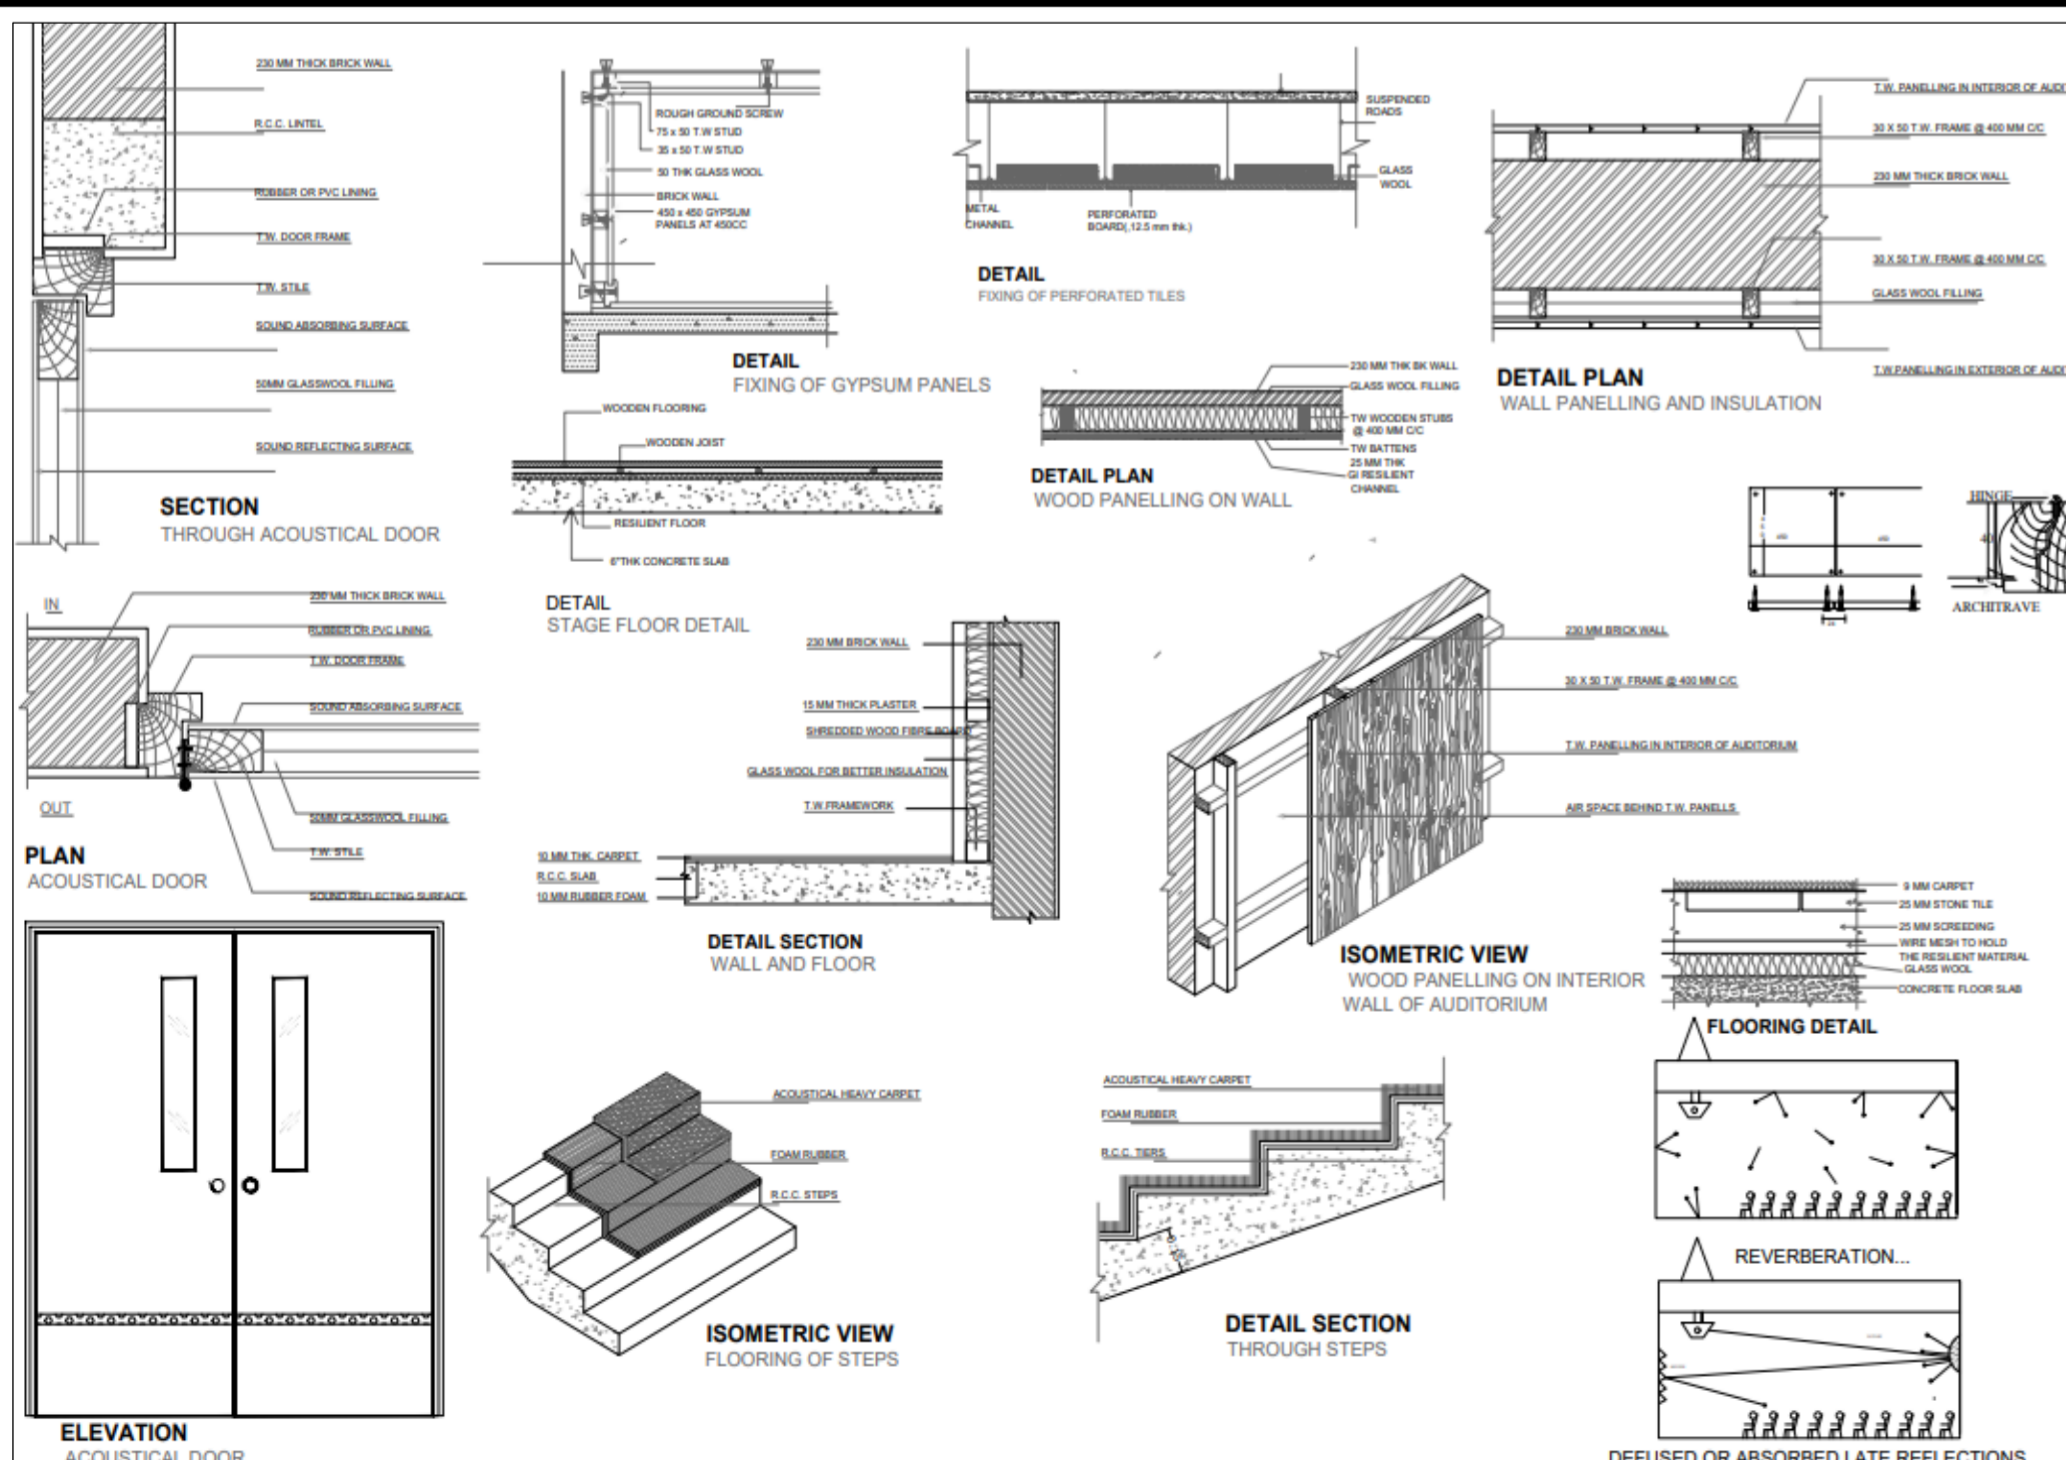 230 MM THICK BRICK WALL
R.C.C. LINTEL
RUBBER OR PVC LINING
T.W. DOOR FRAME
T.W. STILE
SOUND ABSORBING SURFACE
50MM GLASSWOOL FILLING
SOUND REFLECTING SURFACE
SECTION
THROUGH ACOUSTICAL DOOR
ROUGH GROUND SCREW
75 x 50 T.W STUD
35 x 50 T.W STUD
50 THK GLASS WOOL
BRICK WALL
450 x 450 GYPSUM
PANELS AT 450CC
DETAIL
FIXING OF GYPSUM PANELS
SUSPENDED
ROADS
GLASS
WOOL
METAL
CHANNEL
PERFORATED
BOARD(,12.5 mm thk.)
DETAIL
FIXING OF PERFORATED TILES
T.W. PANELLING IN INTERIOR OF AUDI
30 X 50 T.W. FRAME @ 400 MM C/C
230 MM THICK BRICK WALL
30 X 50 T.W. FRAME @ 400 MM C/C
GLASS WOOL FILLING
T.W.PANELLING IN EXTERIOR OF AUDI
DETAIL PLAN
WALL PANELLING AND INSULATION
WOODEN FLOORING
WOODEN JOIST
RESILIENT FLOOR
6"THK CONCRETE SLAB
DETAIL
STAGE FLOOR DETAIL
230 MM THK BK WALL
GLASS WOOL FILLING
TW WOODEN STUBS
@ 400 MM C/C
TW BATTENS
25 MM THK
GI RESILIENT
CHANNEL
DETAIL PLAN
WOOD PANELLING ON WALL
HINGE
40
ARCHITRAVE
IN
230 MM THICK BRICK WALL
RUBBER OR PVC LINING
T.W. DOOR FRAME
SOUND ABSORBING SURFACE
50MM GLASSWOOL FILLING
T.W. STILE
SOUND REFLECTING SURFACE
OUT
PLAN
ACOUSTICAL DOOR
230 MM BRICK WALL
15 MM THICK PLASTER
SHREDDED WOOD FIBRE BOARD
GLASS WOOL FOR BETTER INSULATION
T.W.FRAMEWORK
10 MM THK. CARPET
R.C.C. SLAB
10 MM RUBBER FOAM
DETAIL SECTION
WALL AND FLOOR
230 MM BRICK WALL
30 X 50 T.W. FRAME @ 400 MM C/C
T.W. PANELLING IN INTERIOR OF AUDITORIUM
AIR SPACE BEHIND T.W. PANELLS
ISOMETRIC VIEW
WOOD PANELLING ON INTERIOR
WALL OF AUDITORIUM
9 MM CARPET
25 MM STONE TILE
25 MM SCREEDING
WIRE MESH TO HOLD
THE RESILIENT MATERIAL
GLASS WOOL
CONCRETE FLOOR SLAB
FLOORING DETAIL
ELEVATION
ACOUSTICAL DOOR
ACOUSTICAL HEAVY CARPET
FOAM RUBBER
R.C.C. STEPS
ISOMETRIC VIEW
FLOORING OF STEPS
ACOUSTICAL HEAVY CARPET
FOAM RUBBER
R.C.C. TIERS
DETAIL SECTION
THROUGH STEPS
REVERBERATION...
DEFUSED OR ABSORBED LATE REFLECTIONS